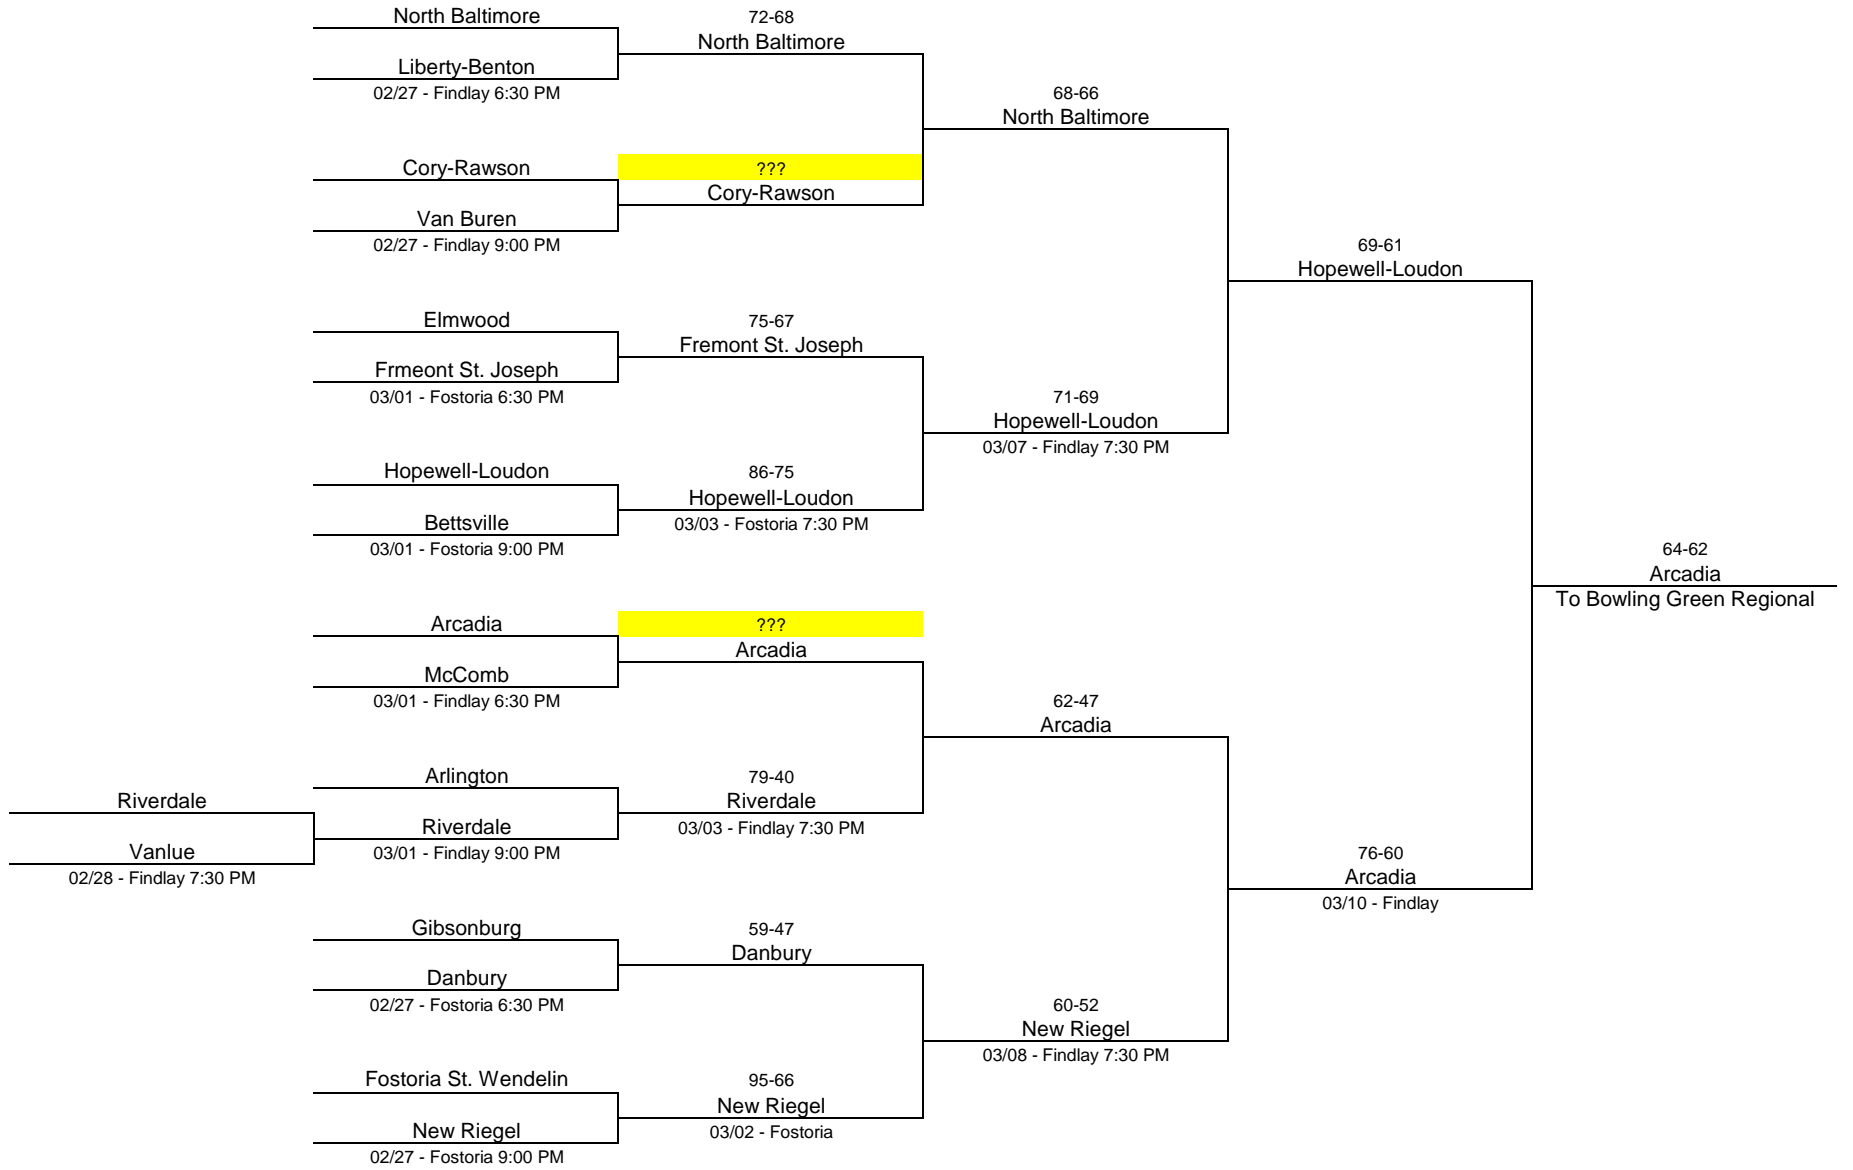 North Baltimore
Liberty-Benton
02/27 - Findlay 6:30 PM
72-68
North Baltimore
Cory-Rawson
Van Buren
02/27 - Findlay 9:00 PM
???
Cory-Rawson
68-66
North Baltimore
Elmwood
Frmeont St. Joseph
03/01 - Fostoria 6:30 PM
75-67
Fremont St. Joseph
Hopewell-Loudon
Bettsville
03/01 - Fostoria 9:00 PM
86-75
Hopewell-Loudon
03/03 - Fostoria 7:30 PM
71-69
Hopewell-Loudon
03/07 - Findlay 7:30 PM
69-61
Hopewell-Loudon
Arcadia
McComb
03/01 - Findlay 6:30 PM
???
Arcadia
Riverdale
Vanlue
02/28 - Findlay 7:30 PM
Arlington
Riverdale
03/01 - Findlay 9:00 PM
79-40
Riverdale
03/03 - Findlay 7:30 PM
62-47
Arcadia
Gibsonburg
Danbury
02/27 - Fostoria 6:30 PM
59-47
Danbury
Fostoria St. Wendelin
New Riegel
02/27 - Fostoria 9:00 PM
95-66
New Riegel
03/02 - Fostoria
60-52
New Riegel
03/08 - Findlay 7:30 PM
76-60
Arcadia
03/10 - Findlay
64-62
Arcadia
To Bowling Green Regional